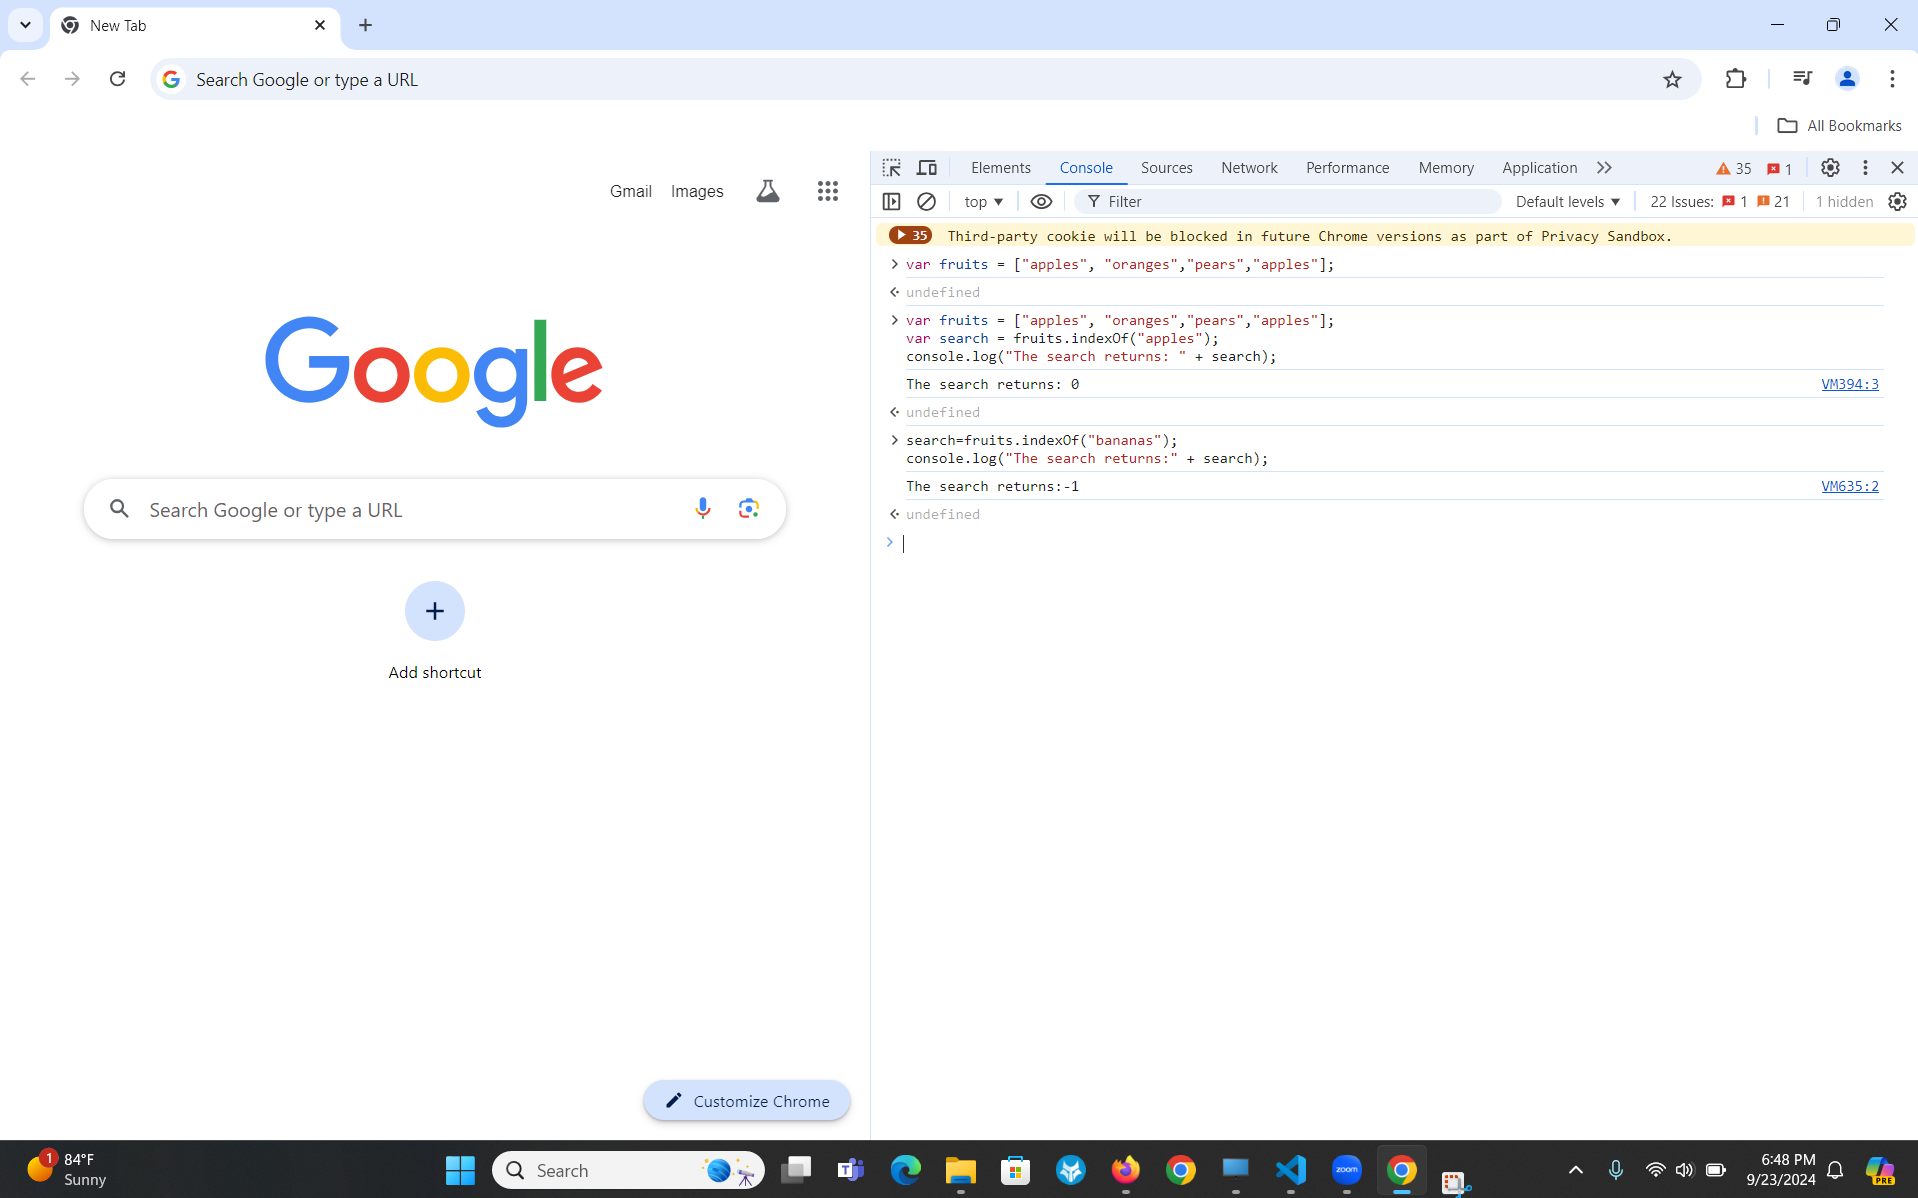 New Tab
Search Google or type a URL
All Bookmarks
Gmail Images
Google
Search Google or type a URL
Add shortcut
Customize Chrome
Elements Console Sources Network Performance Memory Application 35 1
top Filter Default levels 22 Issues: 1 21 1 hidden
35 Third-party cookie will be blocked in future Chrome versions as part of Privacy Sandbox.
var fruits = ["apples", "oranges","pears","apples"];
undefined
var fruits = ["apples", "oranges","pears","apples"];
var search = fruits.indexOf("apples");
console.log("The search returns: " + search);
The search returns: 0 VM394:3
undefined
search=fruits.indexOf("bananas");
console.log("The search returns:" + search);
The search returns:-1 VM635:2
undefined
1 84°F
Sunny
Search
zoom
6:48 PM
9/23/2024
PRE